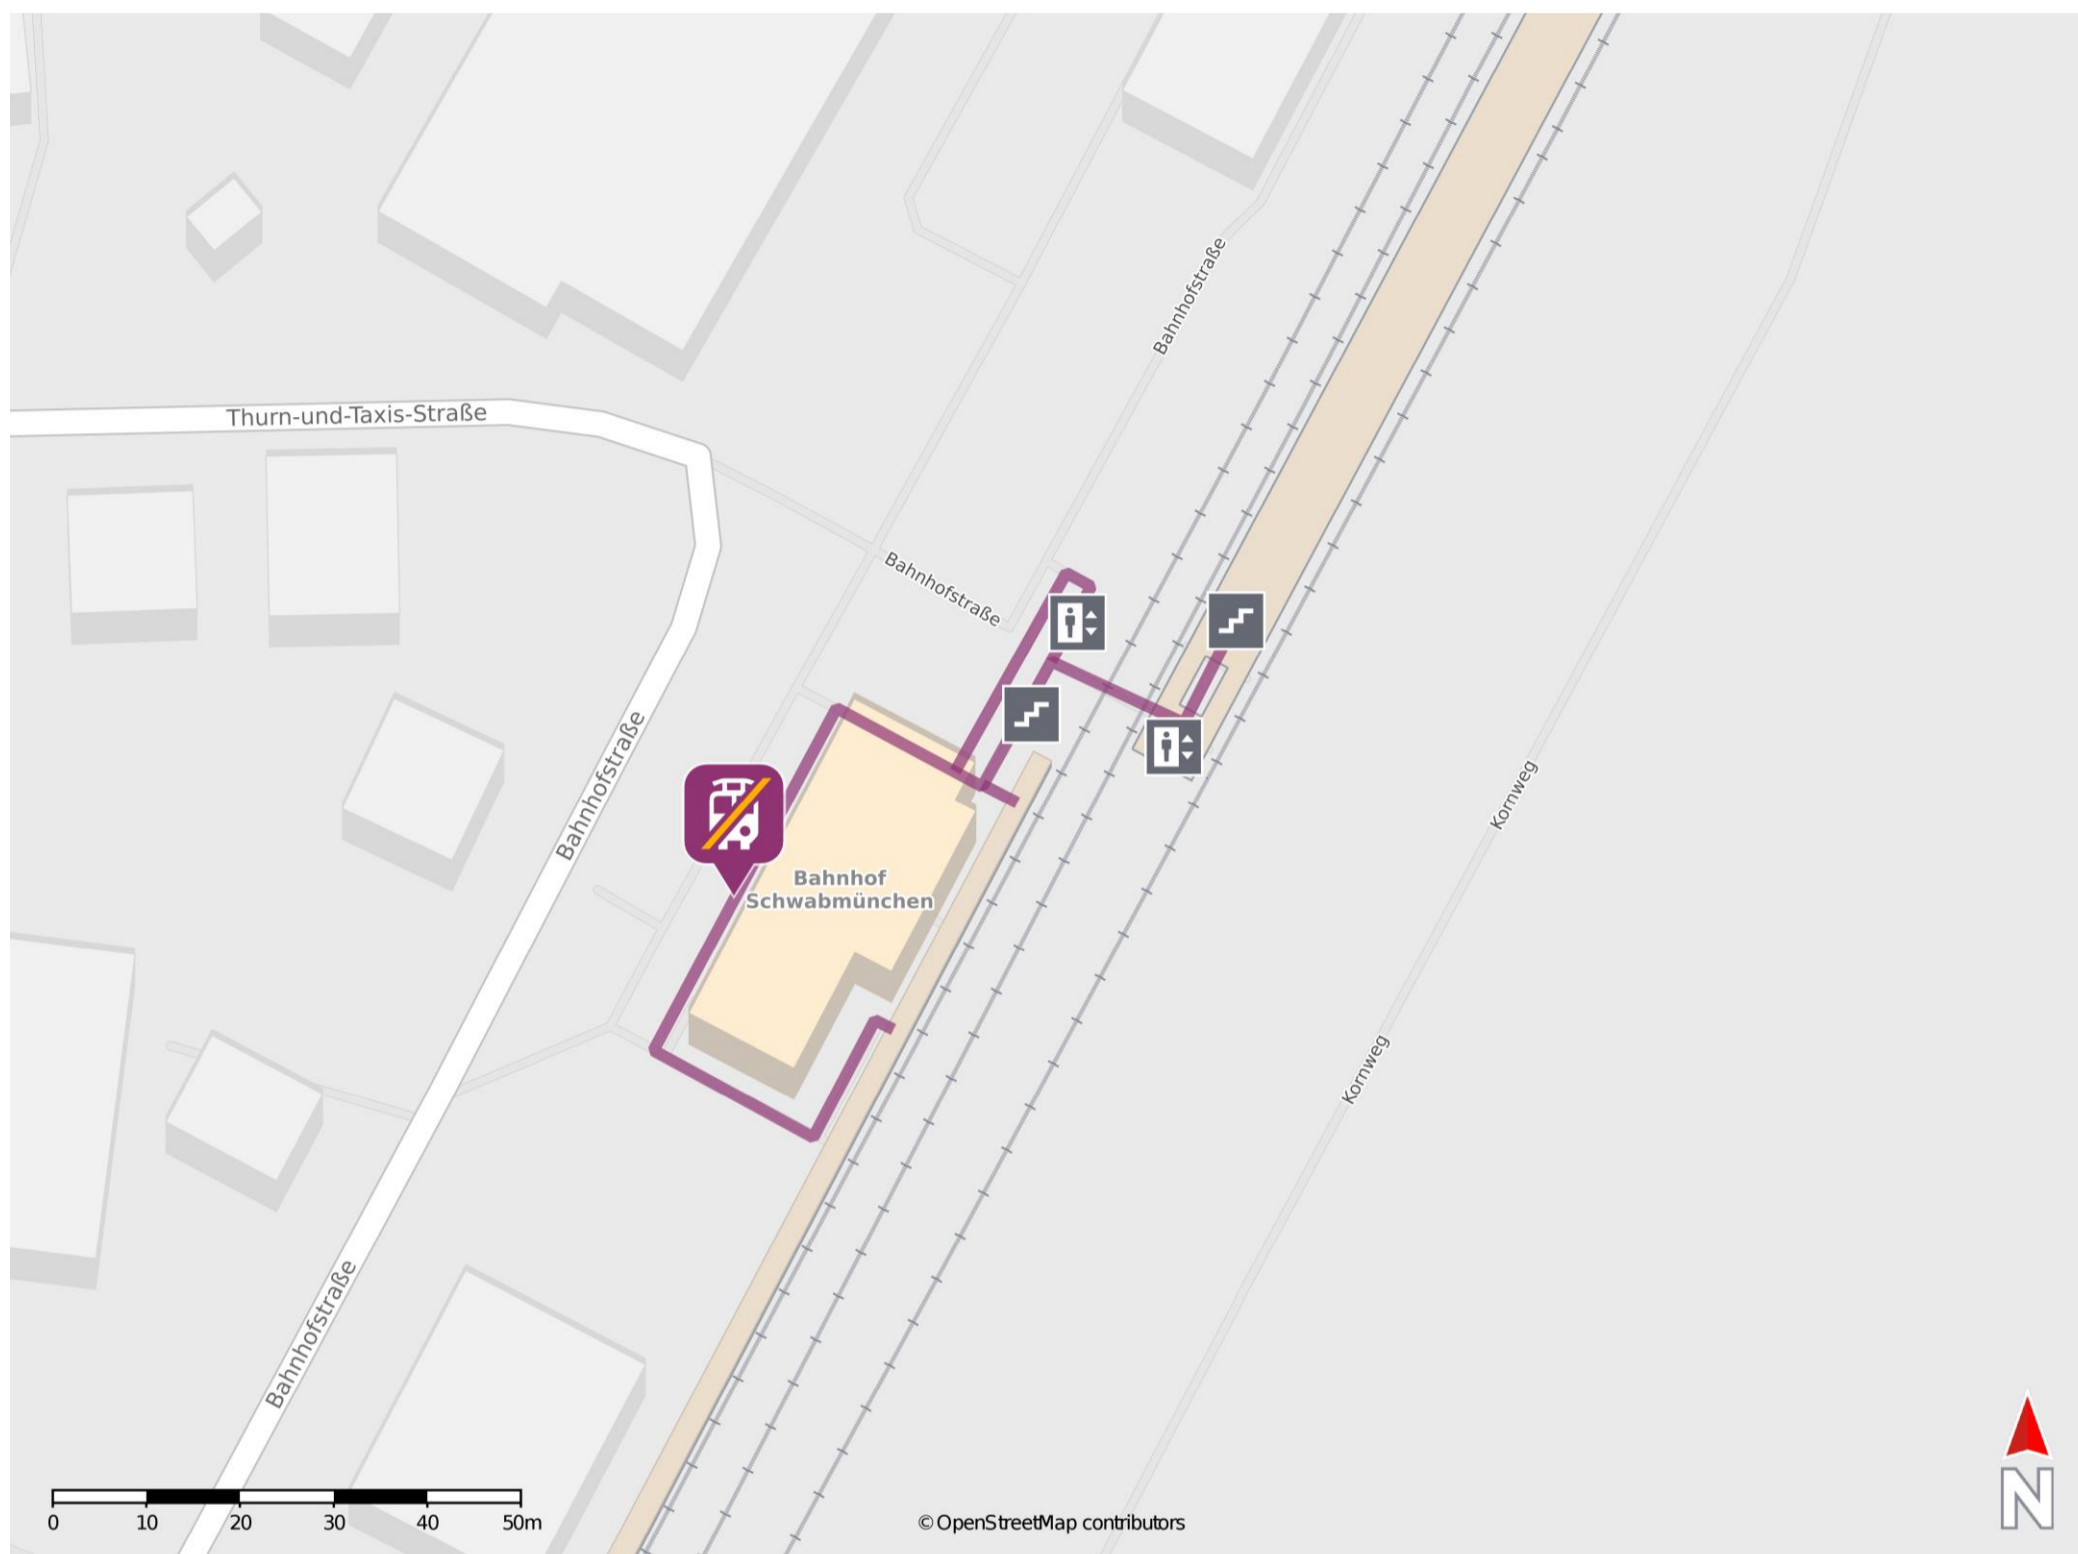 Bahnhofstraße
Thurn-und-Taxis-Straße
Bahnhofstraße
Bahnhofstraße
Kornweg
Bahnhof
Schwabmünchen
Kornweg
Bahnhofstraße
0 10 20 30 40 50m
© OpenStreetMap contributors
N